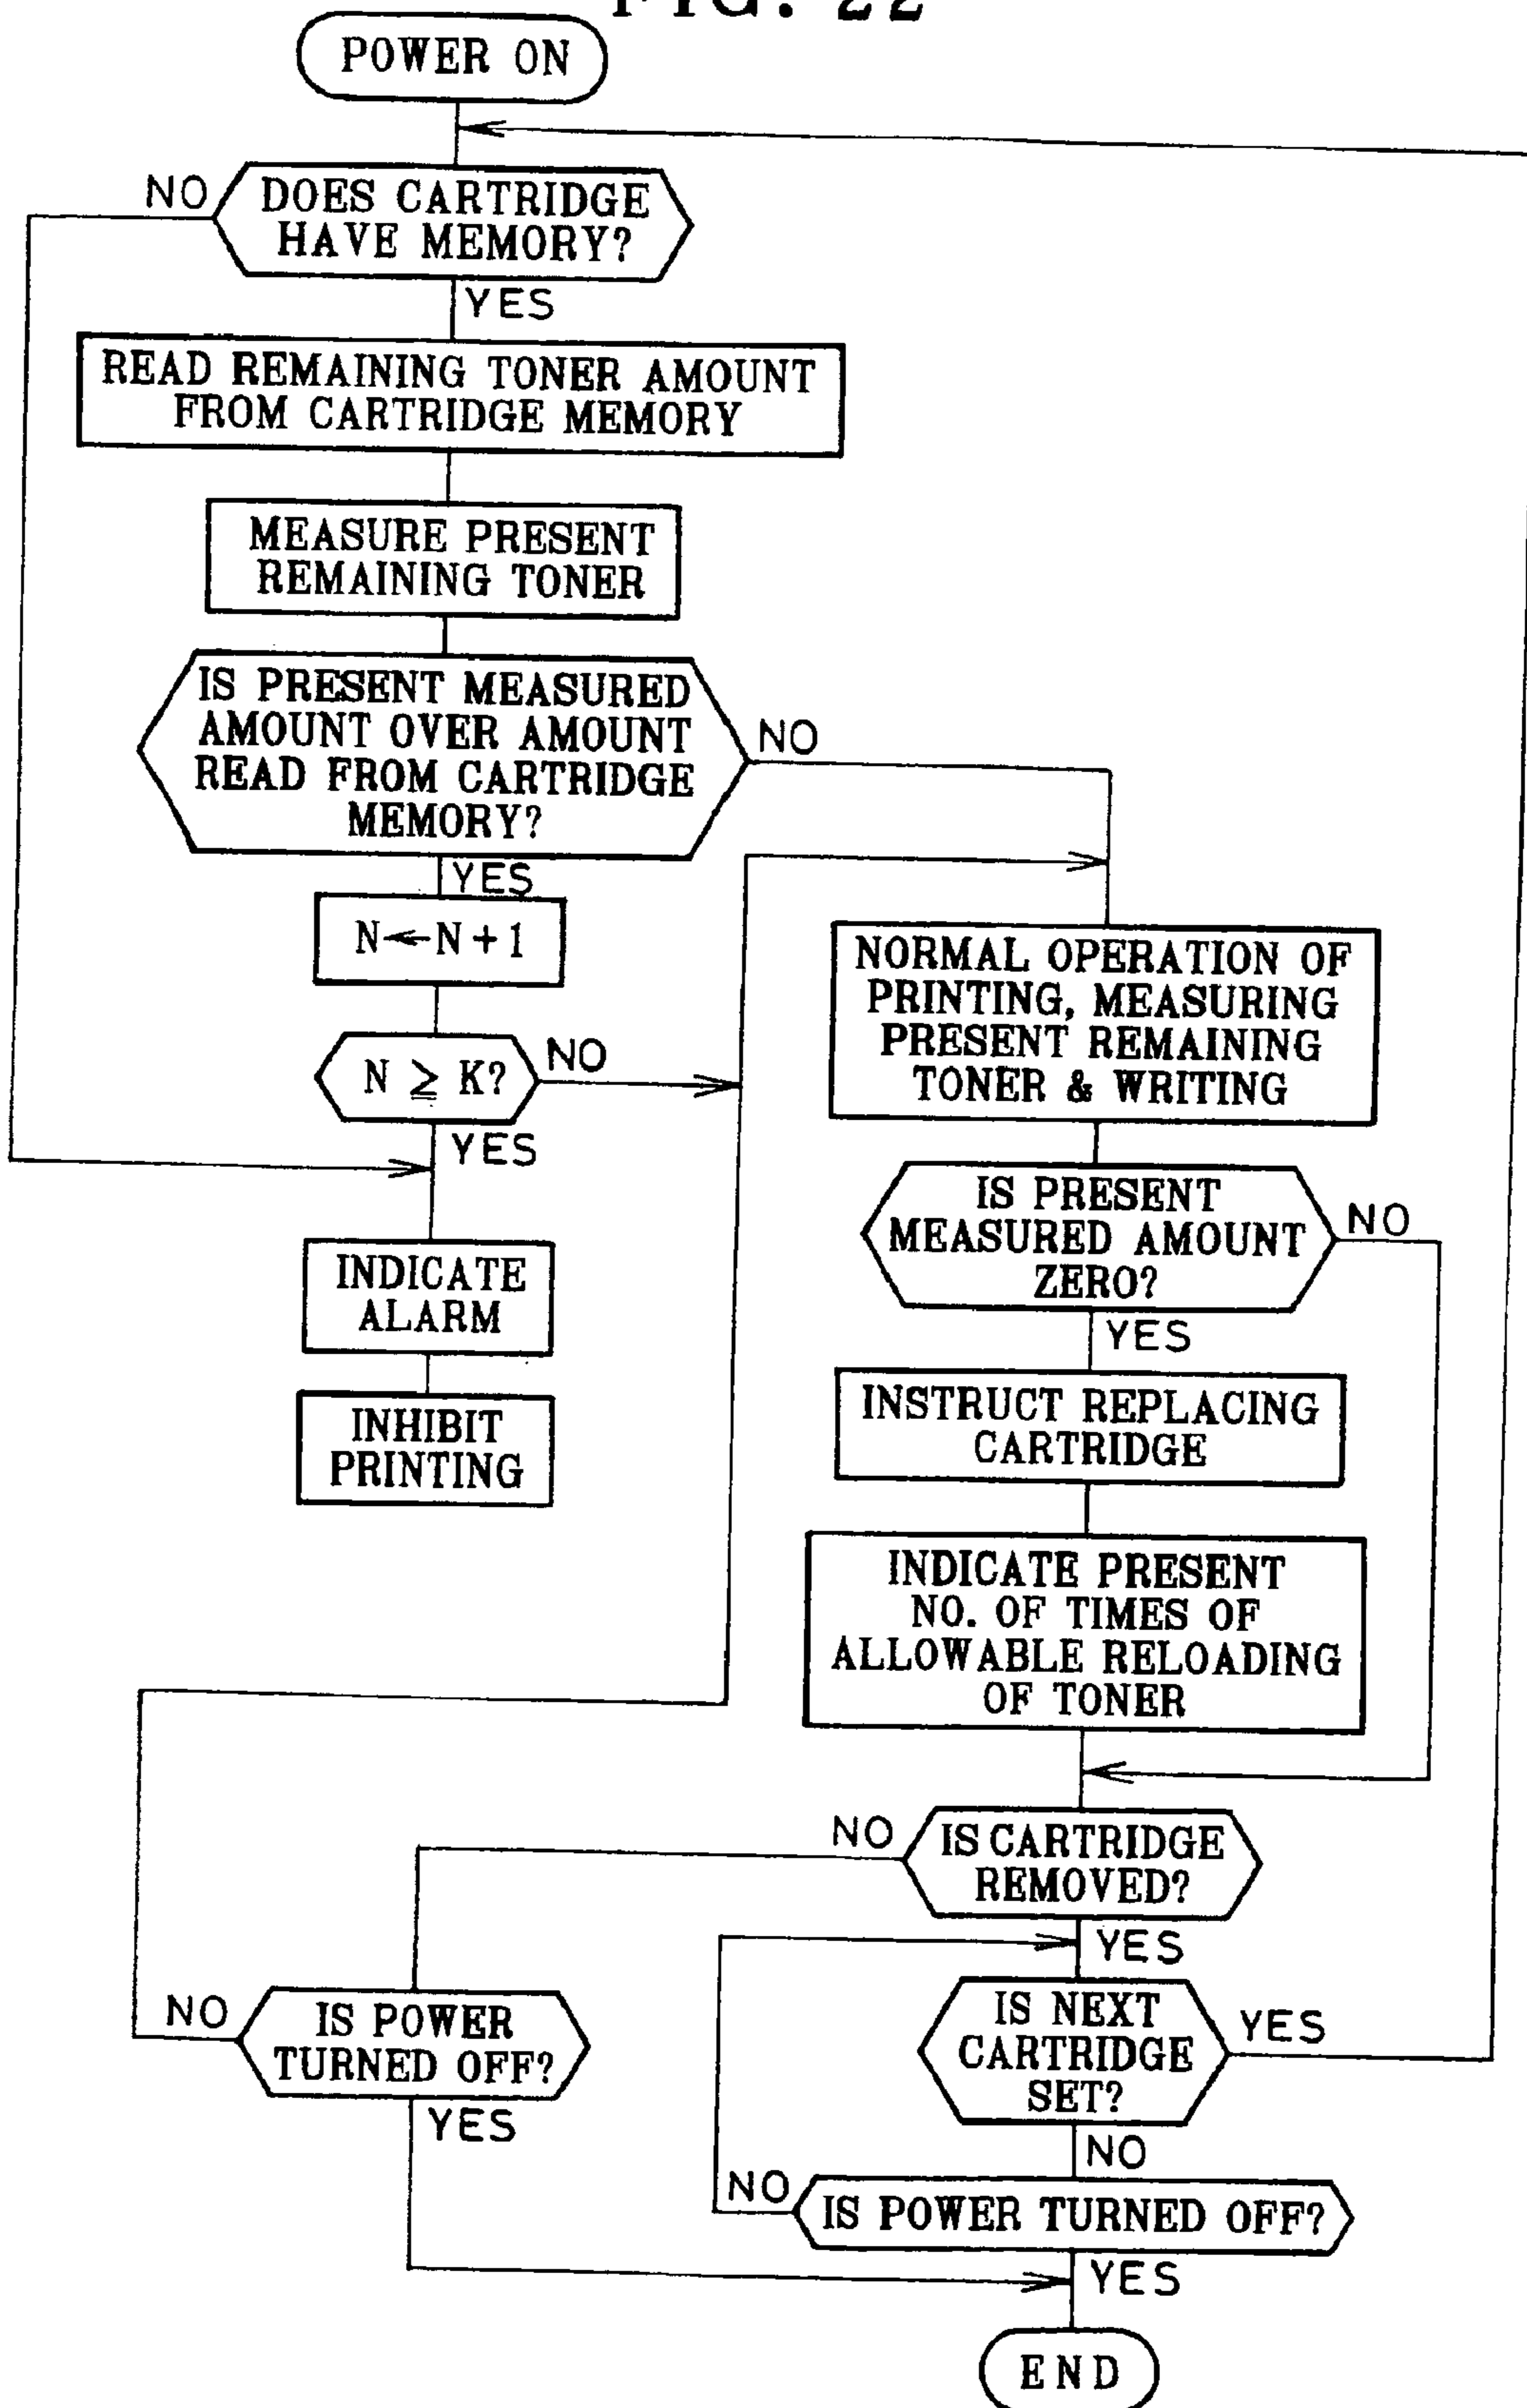 FIG. 22
POWER ON
NO
DOES CARTRIDGE
HAVE MEMORY?
YES
READ REMAINING TONER AMOUNT
FROM CARTRIDGE MEMORY
MEASURE PRESENT
REMAINING TONER
IS PRESENT MEASURED
AMOUNT OVER AMOUNT
READ FROM CARTRIDGE
MEMORY?
NO
YES
N←N+1
N ≧ K?
NO
YES
INDICATE
ALARM
INHIBIT
PRINTING
NORMAL OPERATION OF
PRINTING, MEASURING
PRESENT REMAINING
TONER & WRITING
IS PRESENT
MEASURED AMOUNT
ZERO?
NO
YES
INSTRUCT REPLACING
CARTRIDGE
INDICATE PRESENT
NO. OF TIMES OF
ALLOWABLE RELOADING
OF TONER
NO
IS CARTRIDGE
REMOVED?
YES
NO
IS POWER
TURNED OFF?
YES
IS NEXT
CARTRIDGE
SET?
YES
NO
NO
IS POWER TURNED OFF?
YES
END